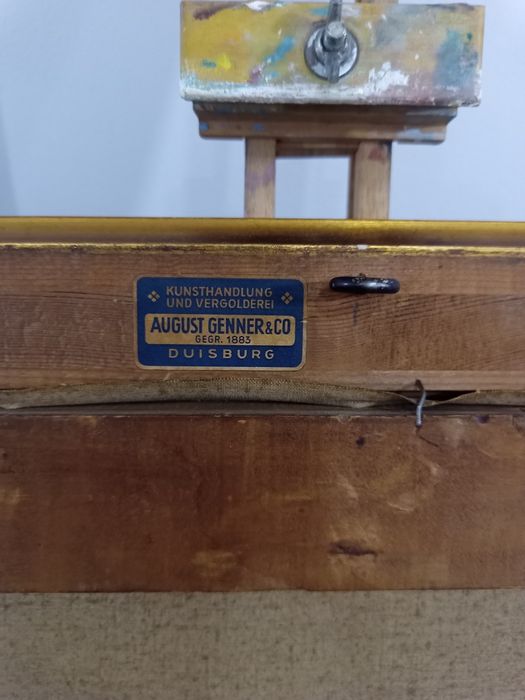 KUNSTHANDLUNG
UND VERGOLDEREI
AUGUST GENNER & CO
GEGR. 1883
DUISBURG